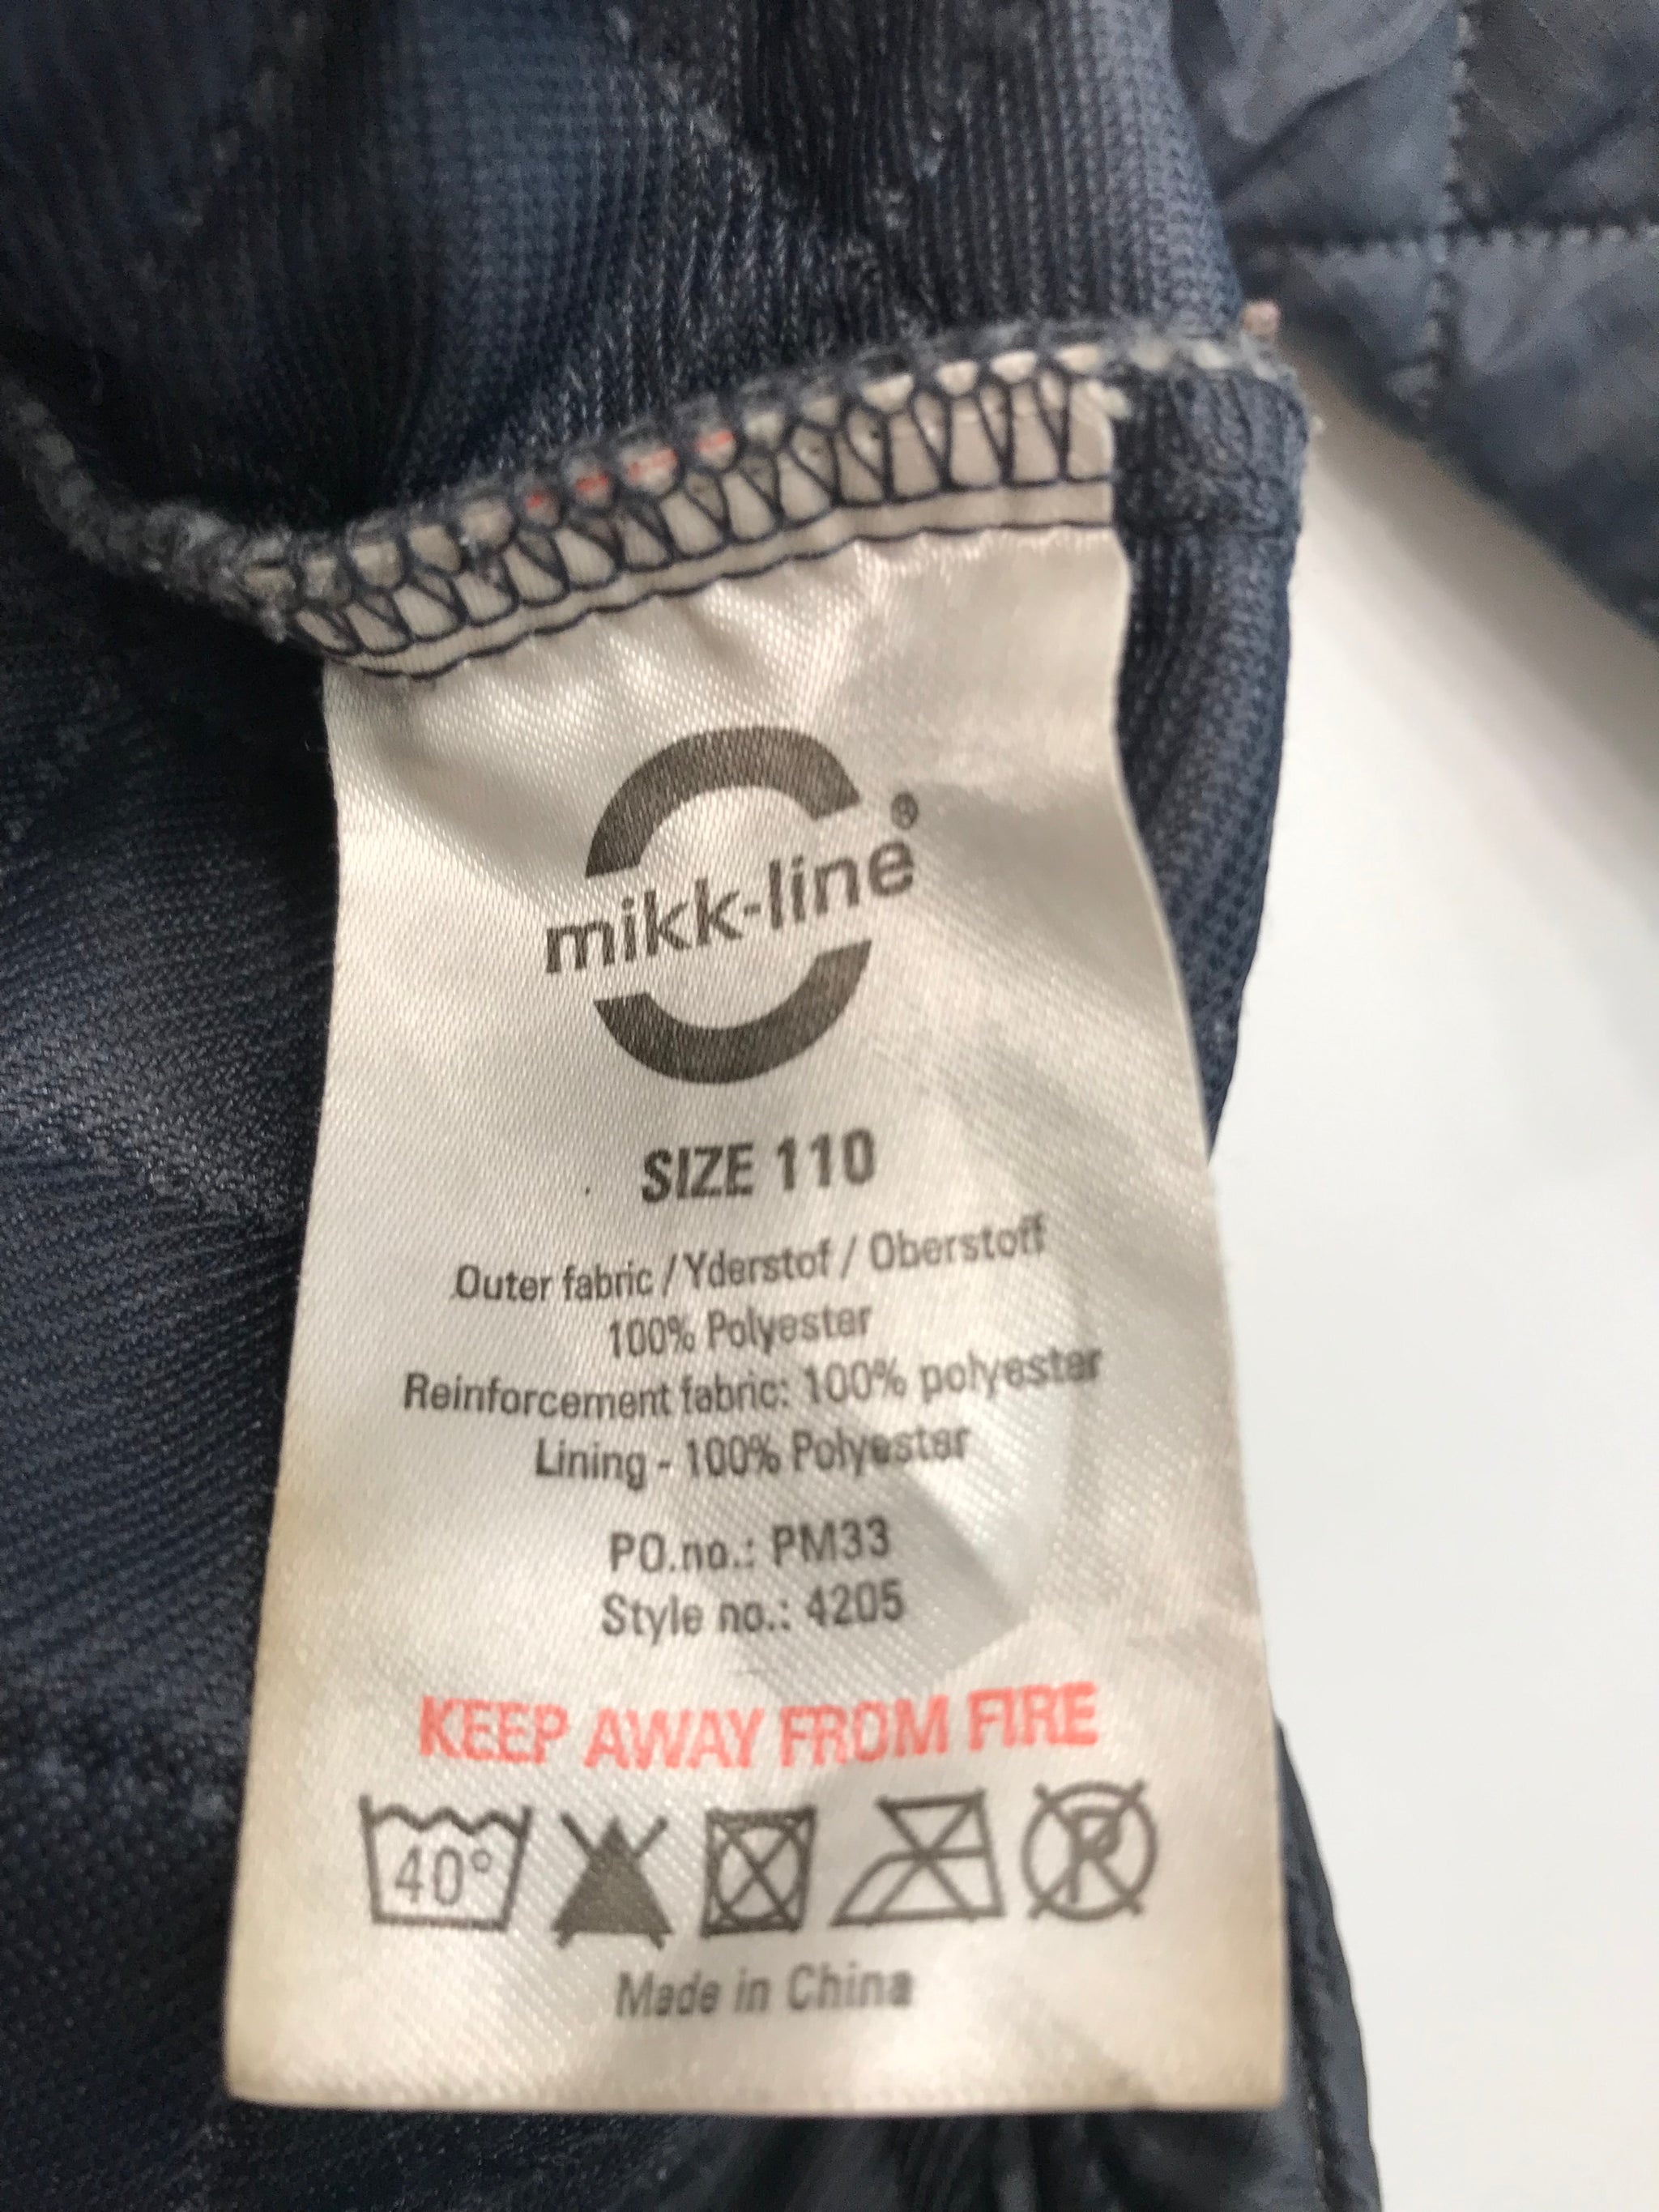 mikk-line®
SIZE 110
Outer fabric / Yderstof / Oberstoff
100% Polyester
Reinforcement fabric: 100% polyester
Lining - 100% Polyester
PO.no.: PM33
Style no.: 4205
KEEP AWAY FROM FIRE
40°
P
Made in China